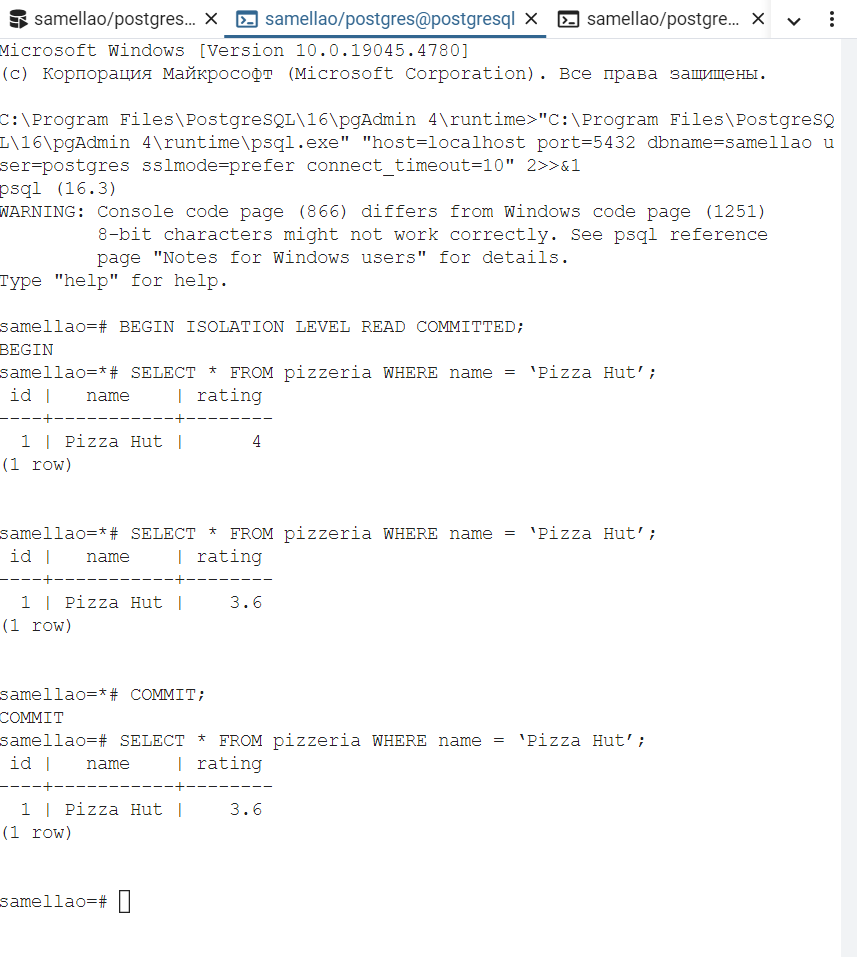 samellao/postgres... samellao/postgres@postgresql samellao/postgre...
Microsoft Windows [Version 10.0.19045.4780]
(c) Корпорация Майкрософт (Microsoft Corporation). Все права защищены.
C:\Program Files\PostgreSQL\16\pgAdmin 4\runtime>"C:\Program Files\PostgreSQ
L\16\pgAdmin 4\runtime\psql.exe" "host=localhost port=5432 dbname=samellao u
ser=postgres sslmode=prefer connect_timeout=10" 2>>&1
psql (16.3)
WARNING: Console code page (866) differs from Windows code page (1251)
         8-bit characters might not work correctly. See psql reference
         page "Notes for Windows users" for details.
Type "help" for help.
samellao=# BEGIN ISOLATION LEVEL READ COMMITTED;
BEGIN
samellao=*# SELECT * FROM pizzeria WHERE name = ‘Pizza Hut’;
 id |   name    | rating
----+-----------+--------
  1 | Pizza Hut |      4
(1 row)
samellao=*# SELECT * FROM pizzeria WHERE name = ‘Pizza Hut’;
 id |   name    | rating
----+-----------+--------
  1 | Pizza Hut |    3.6
(1 row)
samellao=*# COMMIT;
COMMIT
samellao=# SELECT * FROM pizzeria WHERE name = ‘Pizza Hut’;
 id |   name    | rating
----+-----------+--------
  1 | Pizza Hut |    3.6
(1 row)
samellao=#